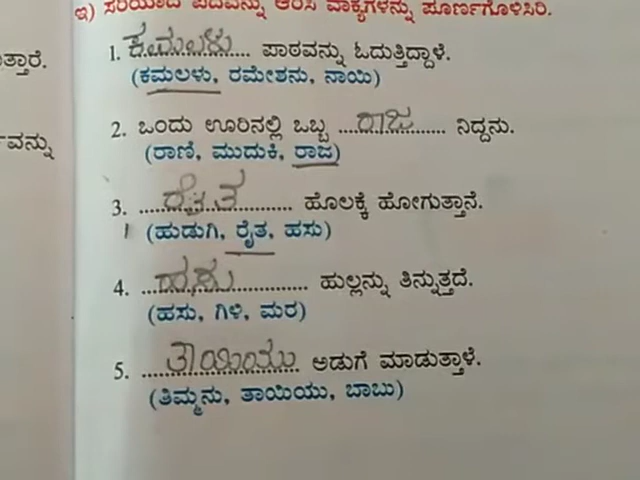 ಇ) ಸರಿಯಾದ ಪದವನ್ನು ಆರಿಸಿ ವಾಕ್ಯಗಳನ್ನು ಪೂರ್ಣಗೊಳಿಸಿರಿ.
ತ್ತಾರೆ.
1. ಕಮಲಳು ಪಾಠವನ್ನು ಓದುತ್ತಿದ್ದಾಳೆ.
(ಕಮಲಳು, ರಮೇಶನು, ನಾಯಿ)
ವನ್ನು
2. ಒಂದು ಊರಿನಲ್ಲಿ ಒಬ್ಬ ...ರಾಜ... ನಿದ್ದನು.
(ರಾಣಿ, ಮುದುಕಿ, ರಾಜ)
3. ...ರೈತ... ಹೊಲಕ್ಕೆ ಹೋಗುತ್ತಾನೆ.
(ಹುಡುಗಿ, ರೈತ, ಹಸು)
4. ...ಹಸು... ಹುಲ್ಲನ್ನು ತಿನ್ನುತ್ತದೆ.
(ಹಸು, ಗಿಳಿ, ಮರ)
5. ...ತಾಯಿಯು... ಅಡುಗೆ ಮಾಡುತ್ತಾಳೆ.
(ತಿಮ್ಮನು, ತಾಯಿಯು, ಬಾಬು)